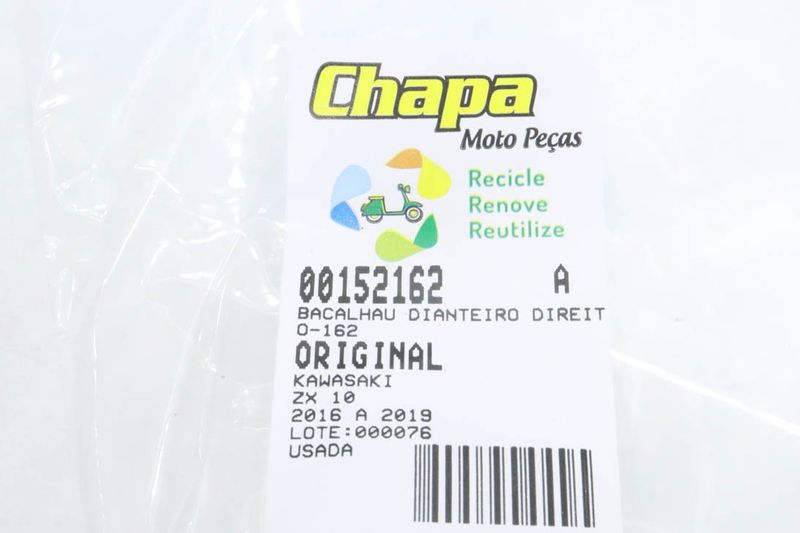 Chapa
Moto Peças
Recicle
Renove
Reutilize
00152162 A
BACALHAU DIANTEIRO DIREIT
O-162
ORIGINAL
KAWASAKI
ZX 10
2016 A 2019
LOTE:000076
USADA